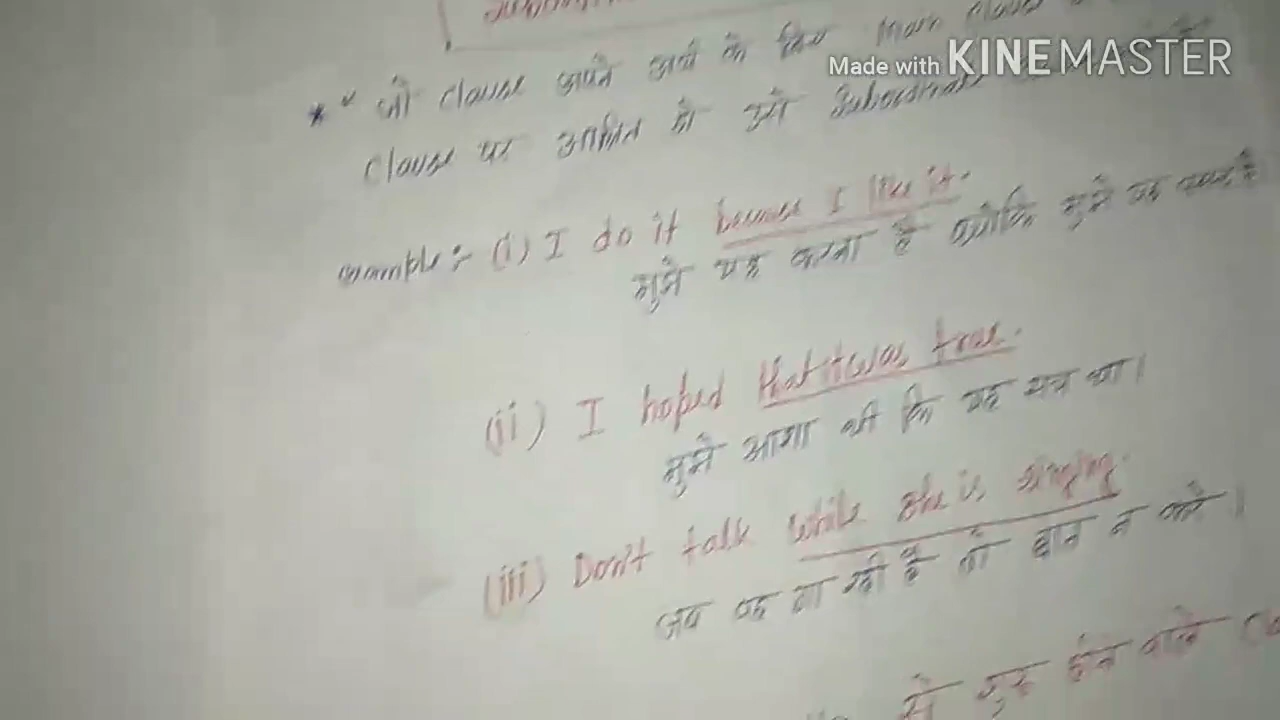 Made with KINEMASTER
* जो clause अपने अर्थ के लिए main clause
clause पर आश्रित हो उसे Subordinate
example:- (i) I do it because I like it.
मुझे यह करना है क्योंकि मुझे यह पसन्द है
(ii) I hoped that it was true.
मुझे आशा थी कि यह सच था।
(iii) Don't talk while she is singing.
जब वह गा रही है तो बात न करे।
से शुरू होने वाले